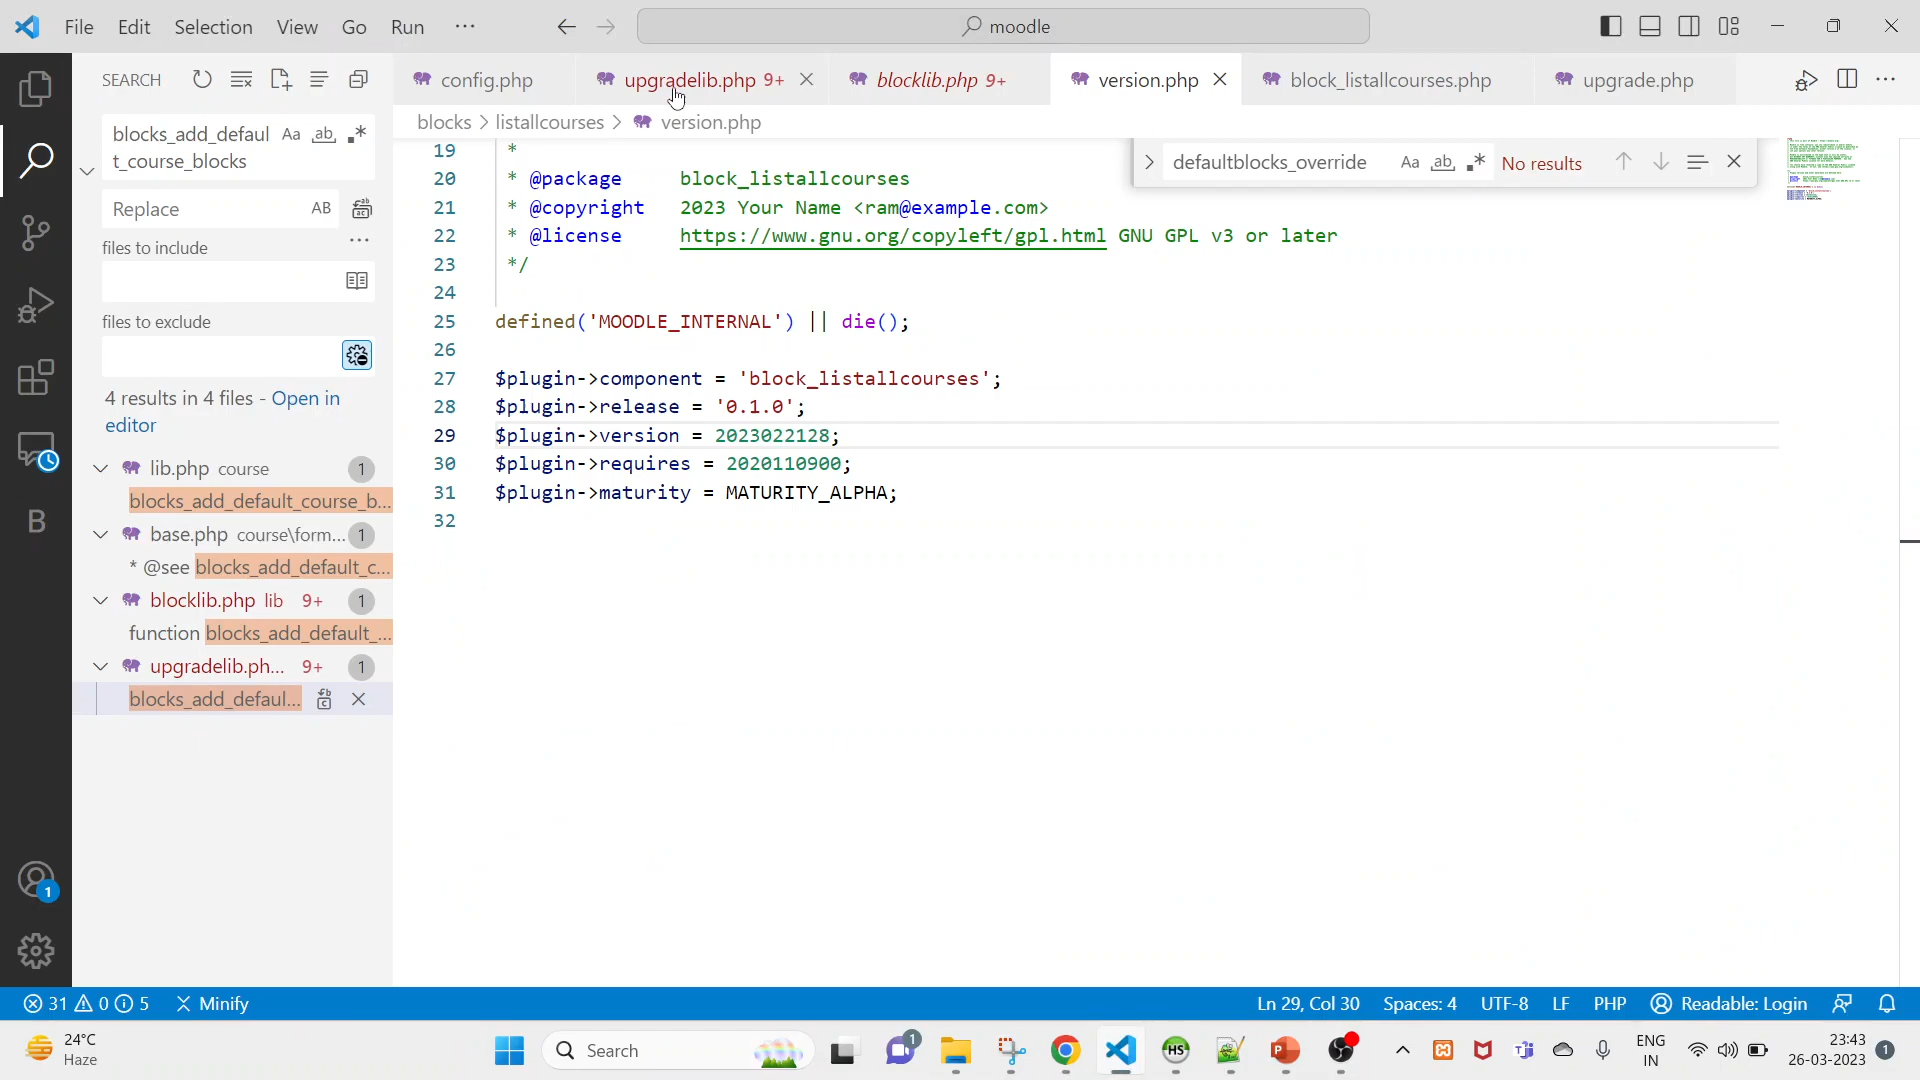 File Edit Selection View Go Run ···
moodle
SEARCH
blocks_add_defaul
t_course_blocks
Aa ab
Replace AB
files to include
files to exclude
4 results in 4 files - Open in
editor
lib.php course 1
blocks_add_default_course_b...
base.php course\form... 1
* @see blocks_add_default_c...
blocklib.php lib 9+ 1
function blocks_add_default_...
upgradelib.ph... 9+ 1
blocks_add_defaul...
B
1
config.php upgradelib.php 9+ blocklib.php 9+ version.php block_listallcourses.php upgrade.php
blocks > listallcourses > version.php
defaultblocks_override Aa ab No results
19 *
20 * @package block_listallcourses
21 * @copyright 2023 Your Name <ram@example.com>
22 * @license https://www.gnu.org/copyleft/gpl.html GNU GPL v3 or later
23 */
24
25 defined('MOODLE_INTERNAL') || die();
26
27 $plugin->component = 'block_listallcourses';
28 $plugin->release = '0.1.0';
29 $plugin->version = 2023022128;
30 $plugin->requires = 2020110900;
31 $plugin->maturity = MATURITY_ALPHA;
32
31 0 5 Minify Ln 29, Col 30 Spaces: 4 UTF-8 LF PHP Readable: Login
24°C
Haze
Search
1
HS
ENG
IN
23:43
26-03-2023
1